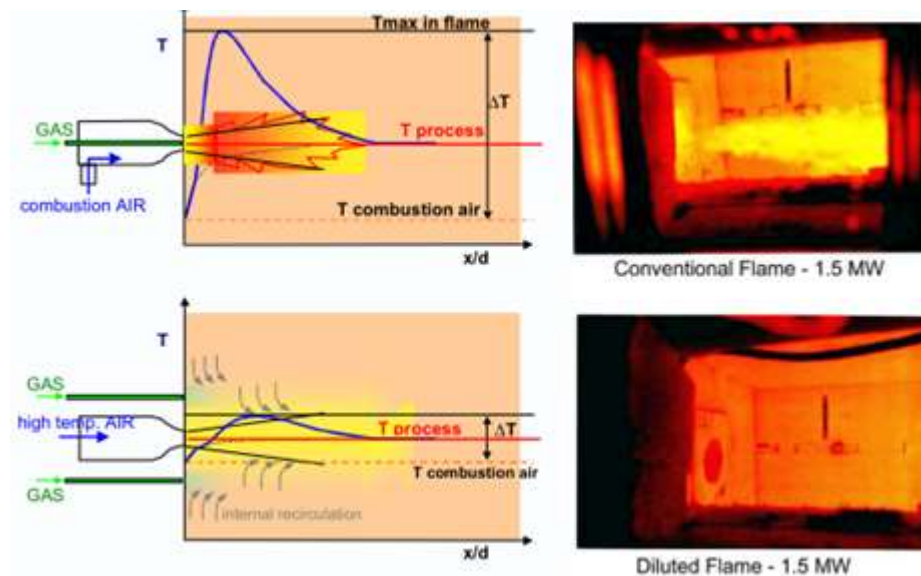 T
Tmax in flame
ΔT
GAS
T process
combustion AIR
T combustion air
x/d
Conventional Flame - 1.5 MW
T
GAS
high temp. AIR
T process
ΔT
T combustion air
GAS
internal recirculation
x/d
Diluted Flame - 1.5 MW